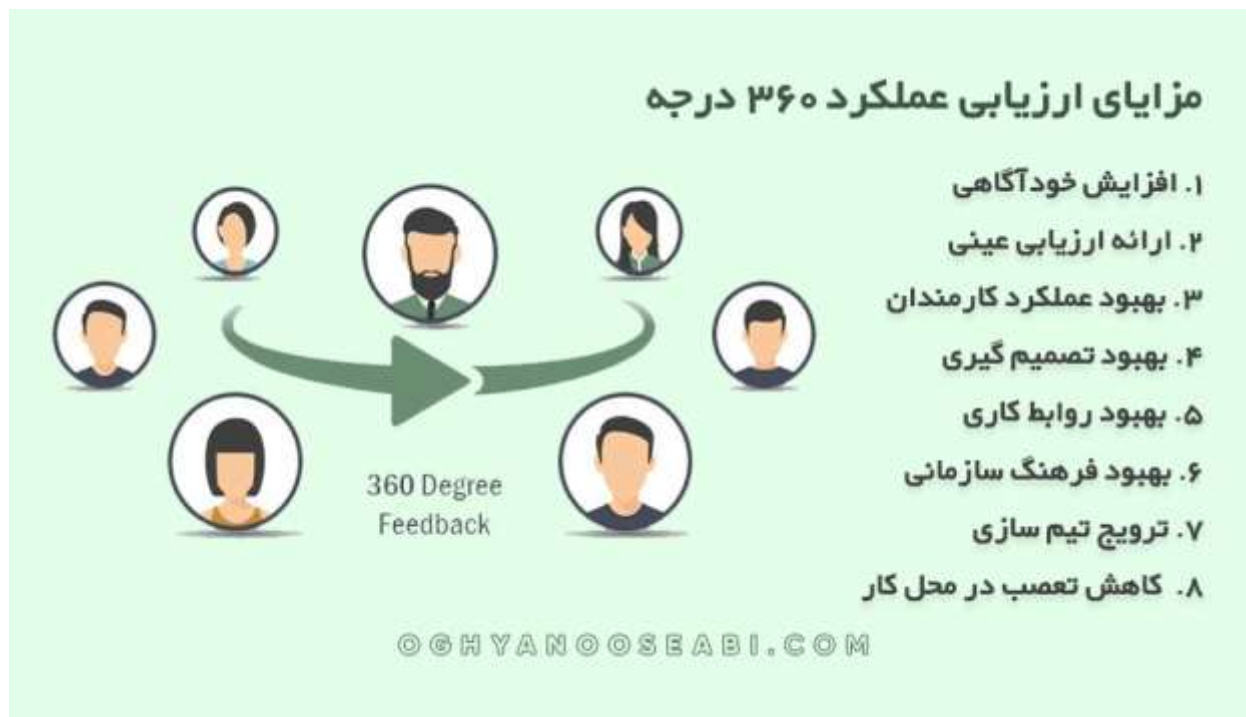 مزایای ارزیابی عملکرد ۳۶۰ درجه
۱. افزایش خودآگاهی
۲. ارائه ارزیابی عینی
۳. بهبود عملکرد کارمندان
۴. بهبود تصمیم گیری
۵. بهبود روابط کاری
۶. بهبود فرهنگ سازمانی
۷. ترویج تیم سازی
۸. کاهش تعصب در محل کار
360 Degree
Feedback
OGHYANOOSEABI.COM